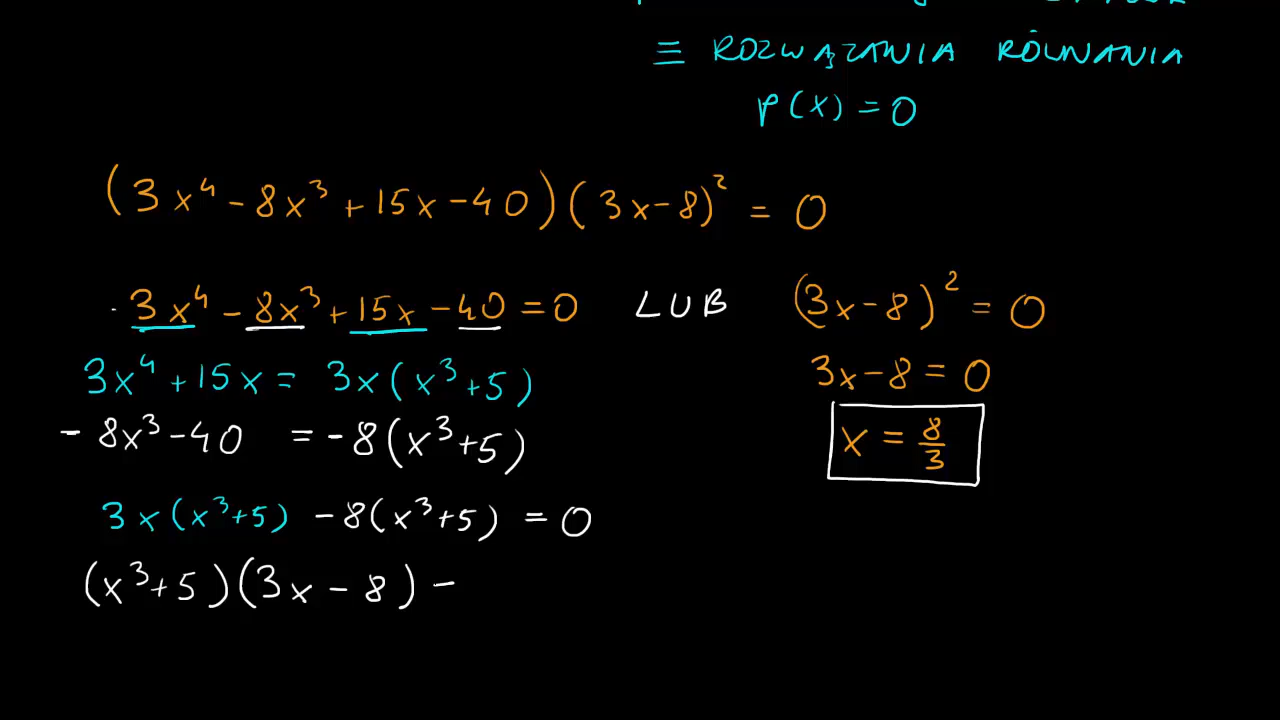 ≡ ROZWĄZANIA RÓWNANIA
p(x) = 0
(3x⁴ - 8x³ + 15x - 40)(3x - 8)² = 0
3x⁴ - 8x³ + 15x - 40 = 0 LUB (3x - 8)² = 0
3x⁴ + 15x = 3x(x³ + 5) 3x - 8 = 0
- 8x³ - 40 = -8(x³ + 5) x = 8/3
3x(x³ + 5) - 8(x³ + 5) = 0
(x³ + 5)(3x - 8) -